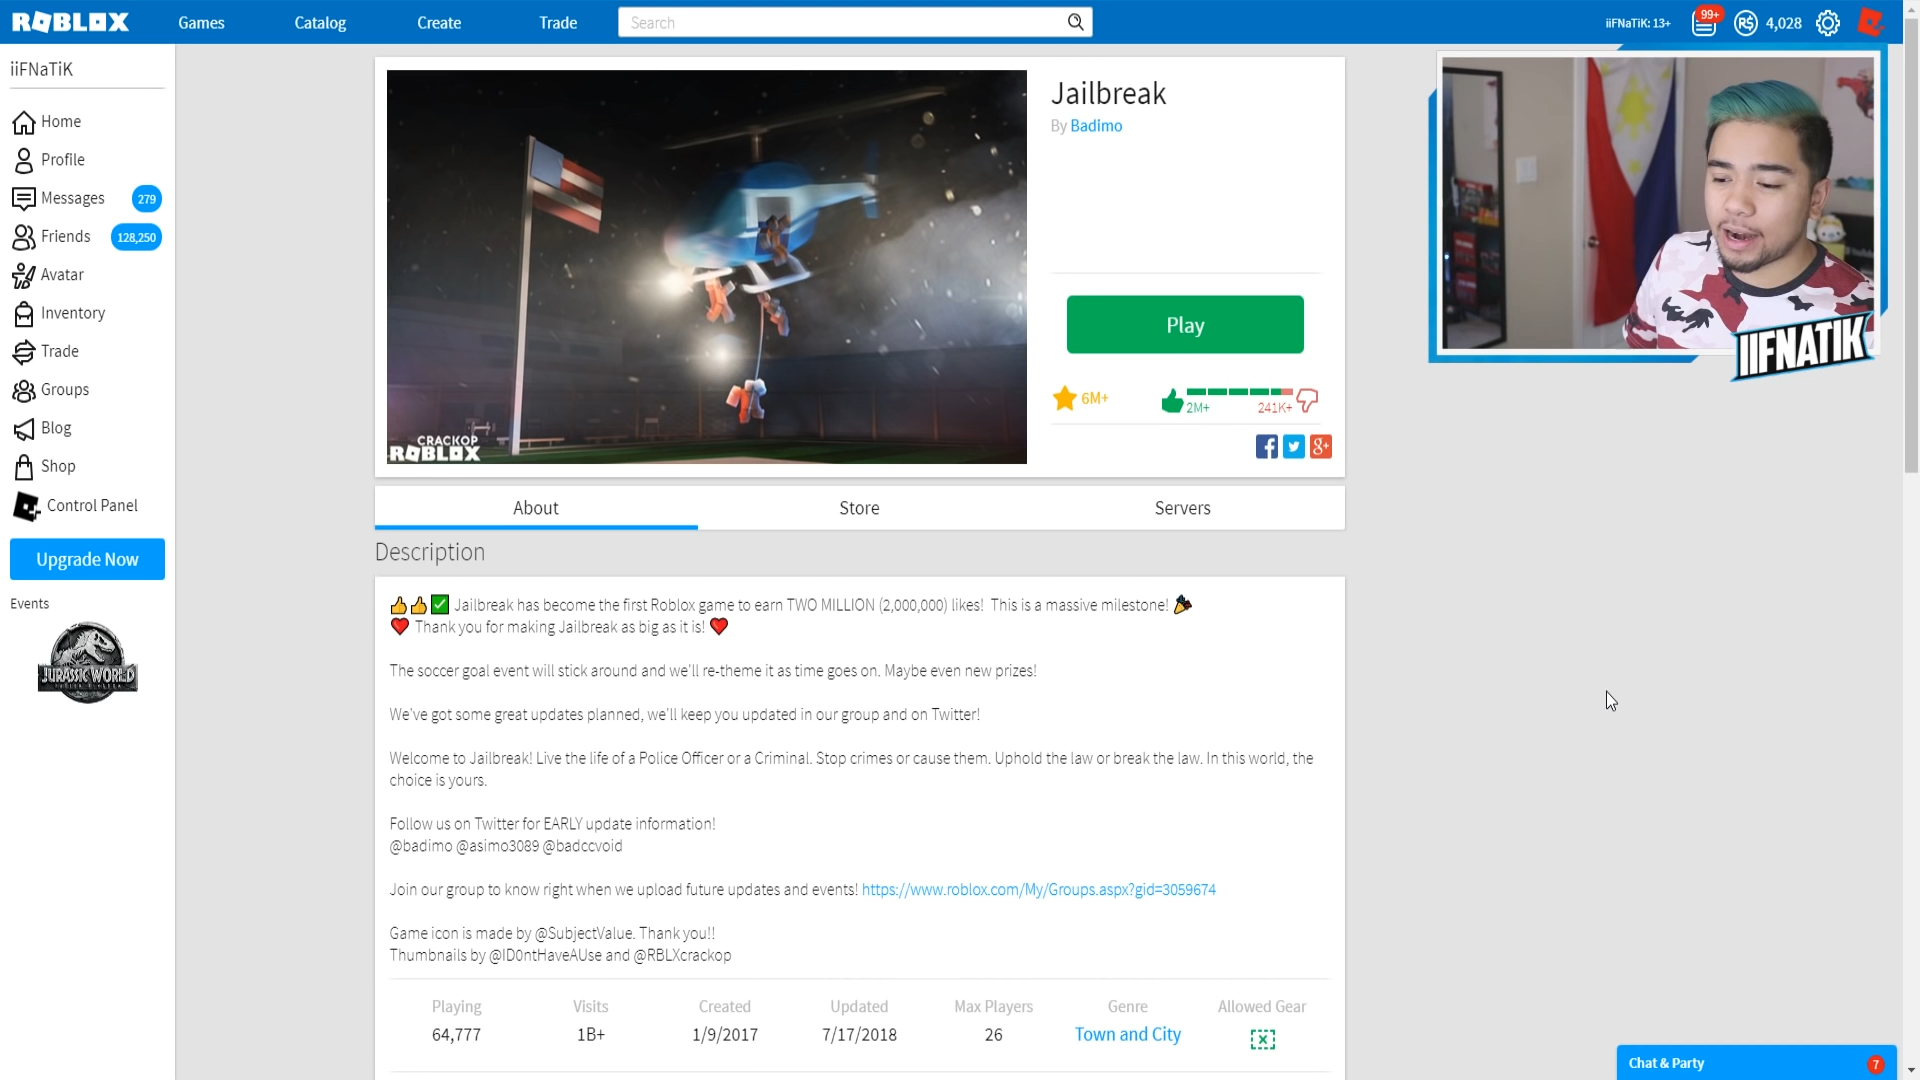 ROBLOX
Games
Catalog
Create
Trade
Search
iiFNaTiK: 13+
99+
4,028
iiFNaTiK
Home
Profile
Messages
279
Friends
128,250
Avatar
Inventory
Trade
Groups
Blog
Shop
Control Panel
Upgrade Now
Events
JURASSIC WORLD
CRACKOP
ROBLOX
Jailbreak
By Badimo
Play
6M+
2M+
241K+
IIFNATIK
About
Store
Servers
Description
Jailbreak has become the first Roblox game to earn TWO MILLION (2,000,000) likes! This is a massive milestone!
Thank you for making Jailbreak as big as it is!
The soccer goal event will stick around and we'll re-theme it as time goes on. Maybe even new prizes!
We've got some great updates planned, we'll keep you updated in our group and on Twitter!
Welcome to Jailbreak! Live the life of a Police Officer or a Criminal. Stop crimes or cause them. Uphold the law or break the law. In this world, the
choice is yours.
Follow us on Twitter for EARLY update information!
@badimo @asimo3089 @badccvoid
Join our group to know right when we upload future updates and events! https://www.roblox.com/My/Groups.aspx?gid=3059674
Game icon is made by @SubjectValue. Thank you!!
Thumbnails by @ID0ntHaveAUse and @RBLXcrackop
Playing
Visits
Created
Updated
Max Players
Genre
Allowed Gear
64,777
1B+
1/9/2017
7/17/2018
26
Town and City
Chat & Party
7